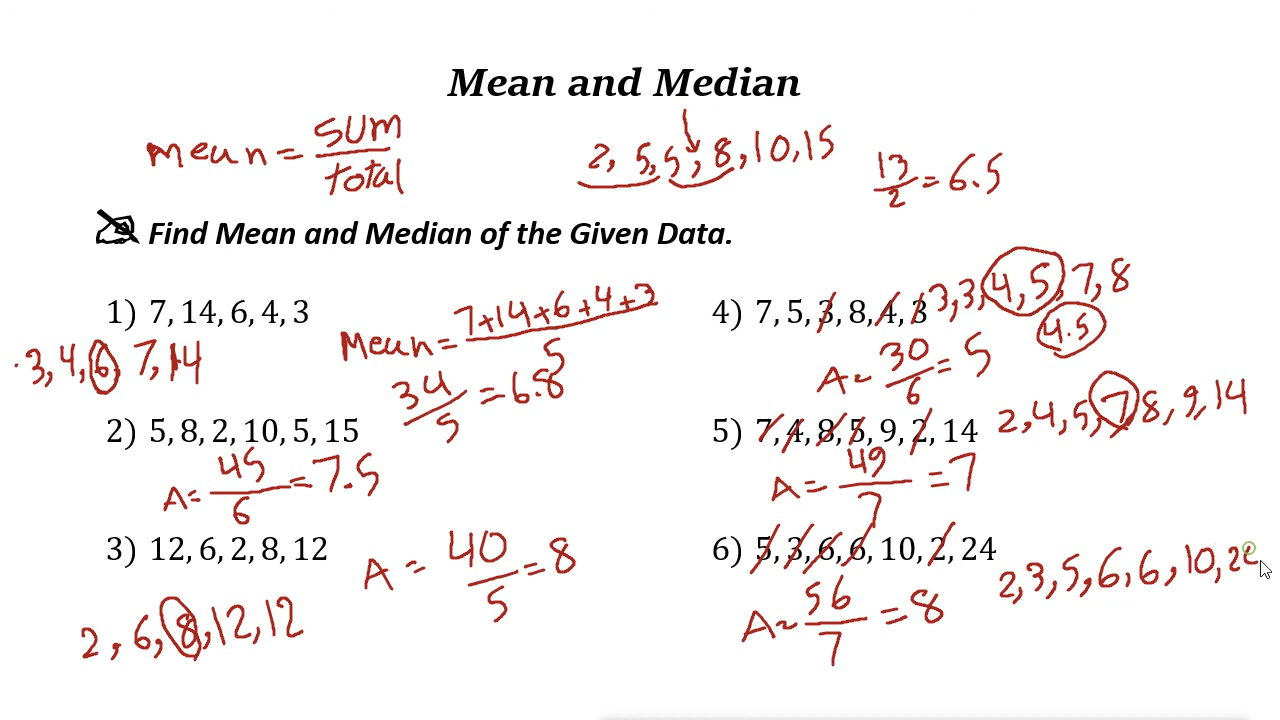 Mean and Median
mean = SUM/total
2, 5, 5, 8, 10, 15
13/2 = 6.5
Find Mean and Median of the Given Data.
1) 7, 14, 6, 4, 3
Mean = 7+14+6+4+3/5
34/5 = 6.8
3, 4, 6, 7, 14
2) 5, 8, 2, 10, 5, 15
A = 45/6 = 7.5
3) 12, 6, 2, 8, 12
A = 40/5 = 8
2, 6, 8, 12, 12
4) 7, 5, 3, 8, 4, 3
3, 3, 4, 5, 7, 8
4.5
A = 30/6 = 5
5) 7, 4, 8, 5, 9, 2, 14
2, 4, 5, 7, 8, 9, 14
A = 49/7 = 7
6) 5, 3, 6, 6, 10, 2, 24
2, 3, 5, 6, 6, 10, 2
A = 56/7 = 8